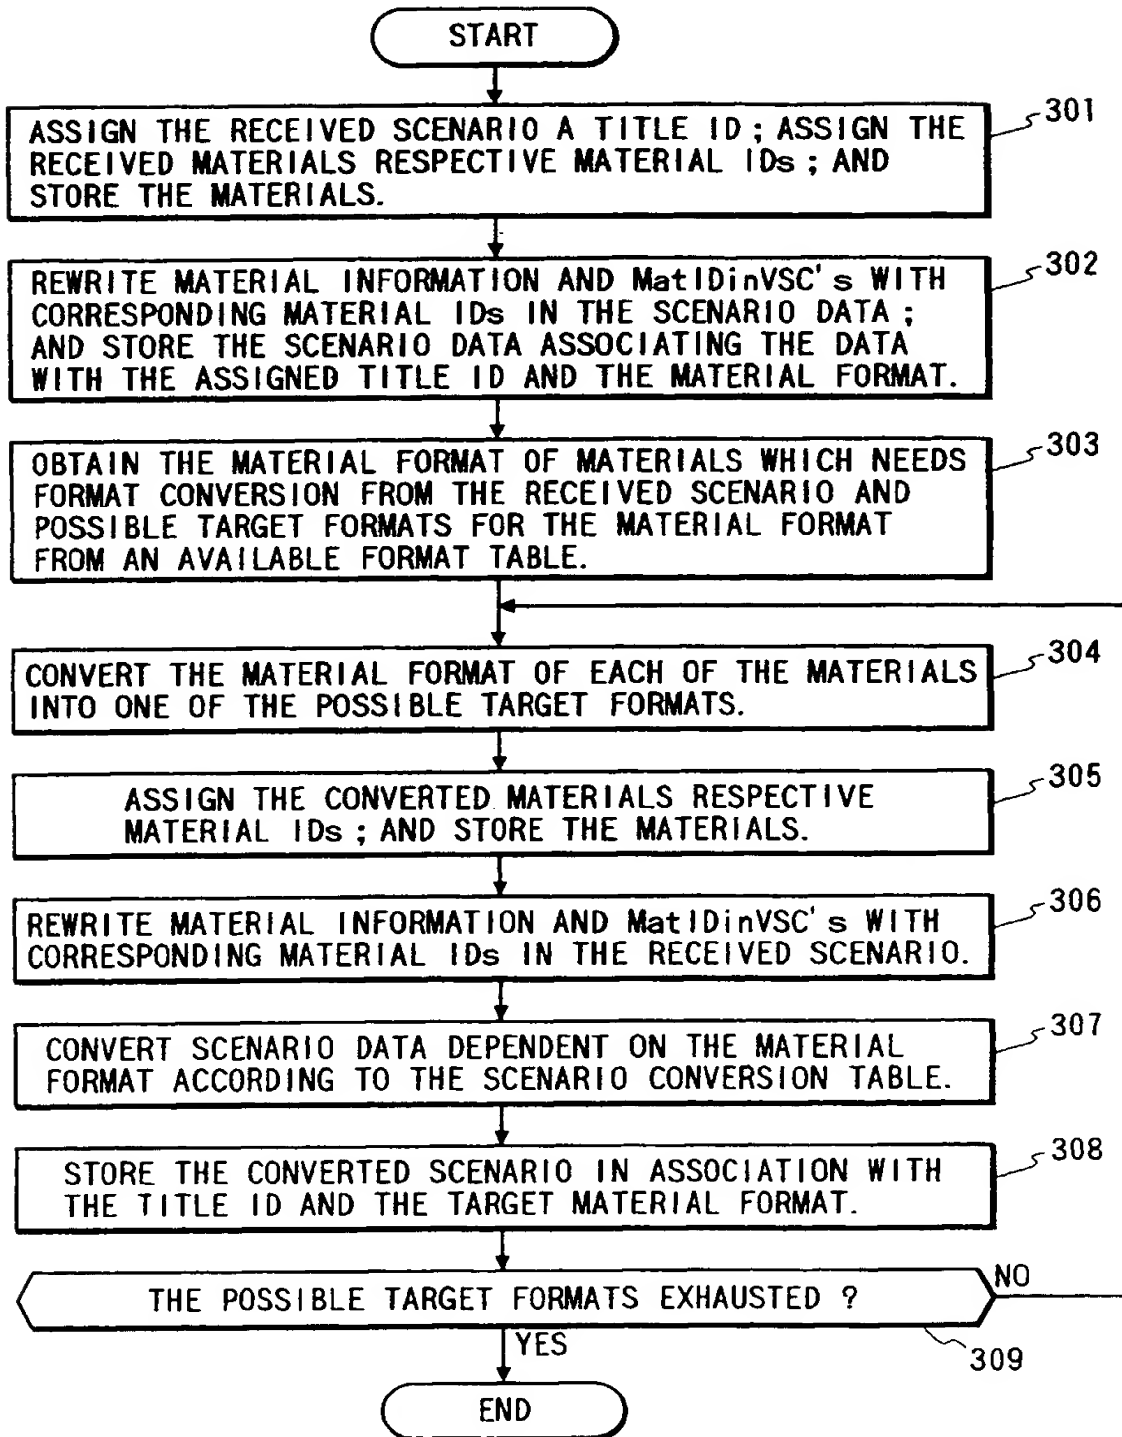 START
301
ASSIGN THE RECEIVED SCENARIO A TITLE ID; ASSIGN THE
RECEIVED MATERIALS RESPECTIVE MATERIAL IDs; AND
STORE THE MATERIALS.
302
REWRITE MATERIAL INFORMATION AND MatIDinVSC's WITH
CORRESPONDING MATERIAL IDs IN THE SCENARIO DATA;
AND STORE THE SCENARIO DATA ASSOCIATING THE DATA
WITH THE ASSIGNED TITLE ID AND THE MATERIAL FORMAT.
303
OBTAIN THE MATERIAL FORMAT OF MATERIALS WHICH NEEDS
FORMAT CONVERSION FROM THE RECEIVED SCENARIO AND
POSSIBLE TARGET FORMATS FOR THE MATERIAL FORMAT
FROM AN AVAILABLE FORMAT TABLE.
304
CONVERT THE MATERIAL FORMAT OF EACH OF THE MATERIALS
INTO ONE OF THE POSSIBLE TARGET FORMATS.
305
ASSIGN THE CONVERTED MATERIALS RESPECTIVE
MATERIAL IDs; AND STORE THE MATERIALS.
306
REWRITE MATERIAL INFORMATION AND MatIDinVSC's WITH
CORRESPONDING MATERIAL IDs IN THE RECEIVED SCENARIO.
307
CONVERT SCENARIO DATA DEPENDENT ON THE MATERIAL
FORMAT ACCORDING TO THE SCENARIO CONVERSION TABLE.
308
STORE THE CONVERTED SCENARIO IN ASSOCIATION WITH
THE TITLE ID AND THE TARGET MATERIAL FORMAT.
THE POSSIBLE TARGET FORMATS EXHAUSTED ?
NO
YES
309
END